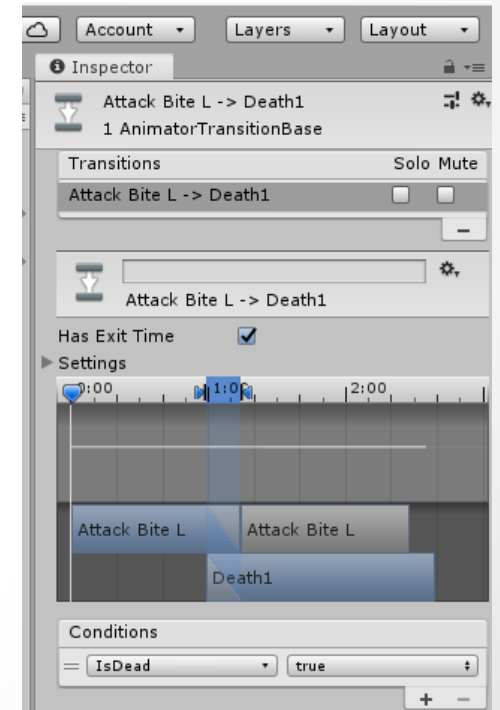 Account Layers Layout
Inspector
Attack Bite L -> Death1
1 AnimatorTransitionBase
Transitions Solo Mute
Attack Bite L -> Death1
Attack Bite L -> Death1
Has Exit Time
Settings
0:00 1:00 2:00
Attack Bite L Attack Bite L
Death1
Conditions
IsDead true